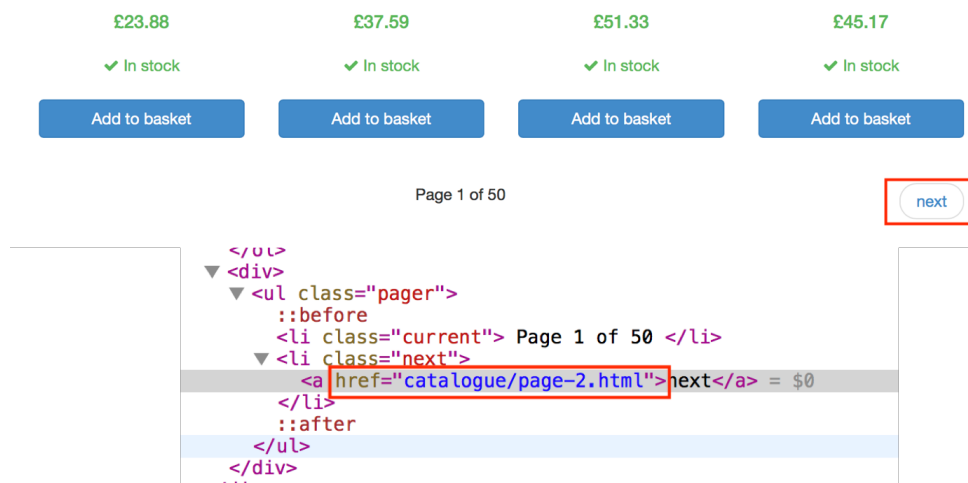 £23.88 £37.59 £51.33 £45.17
In stock In stock In stock In stock
Add to basket Add to basket Add to basket Add to basket
Page 1 of 50
next
</ol>
<div>
<ul class="pager">
::before
<li class="current"> Page 1 of 50 </li>
<li class="next">
<a href="catalogue/page-2.html">next</a> = $0
</li>
::after
</ul>
</div>